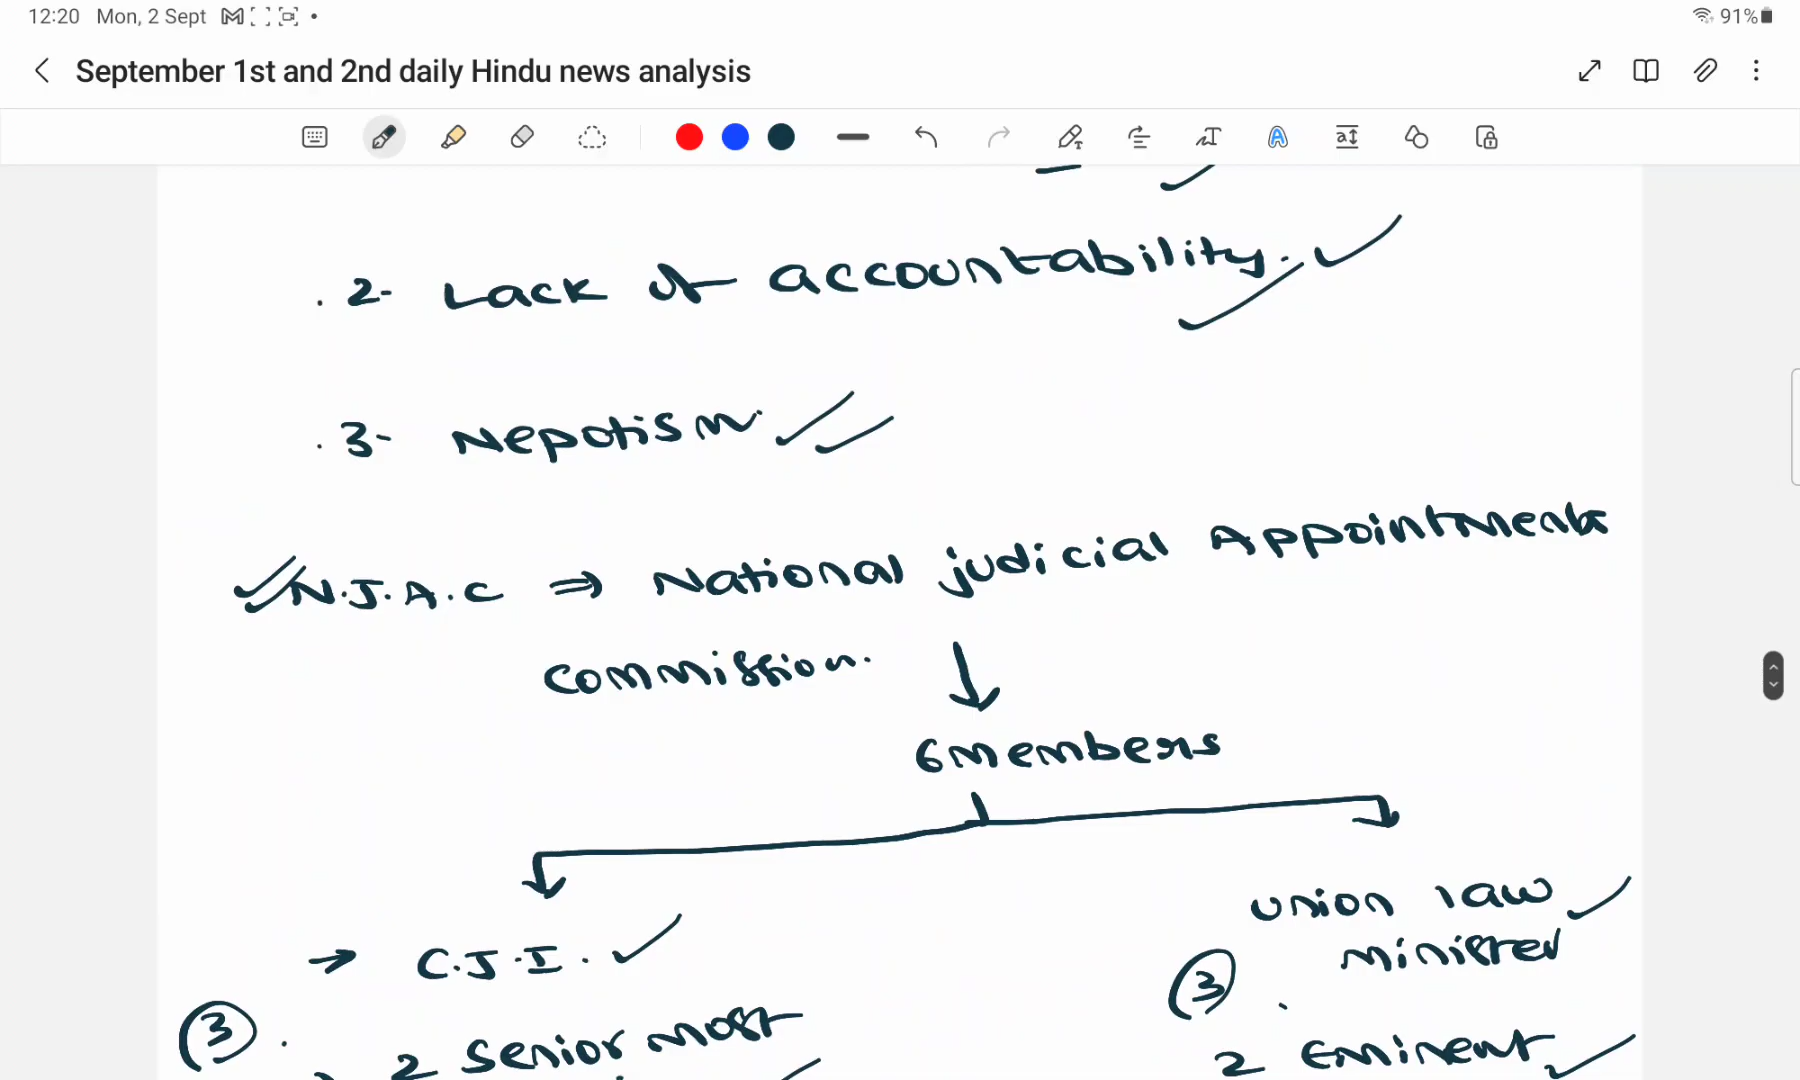 12:20 Mon, 2 Sept 91%
September 1st and 2nd daily Hindu news analysis
. 2- Lack of accountability.
. 3- Nepotism.
N.J.A.C ⇒ National judicial Appointments
commission.
↓
6 members
→ C.J.I.
union law
minister
3
3
2 senior most
2 Eminent